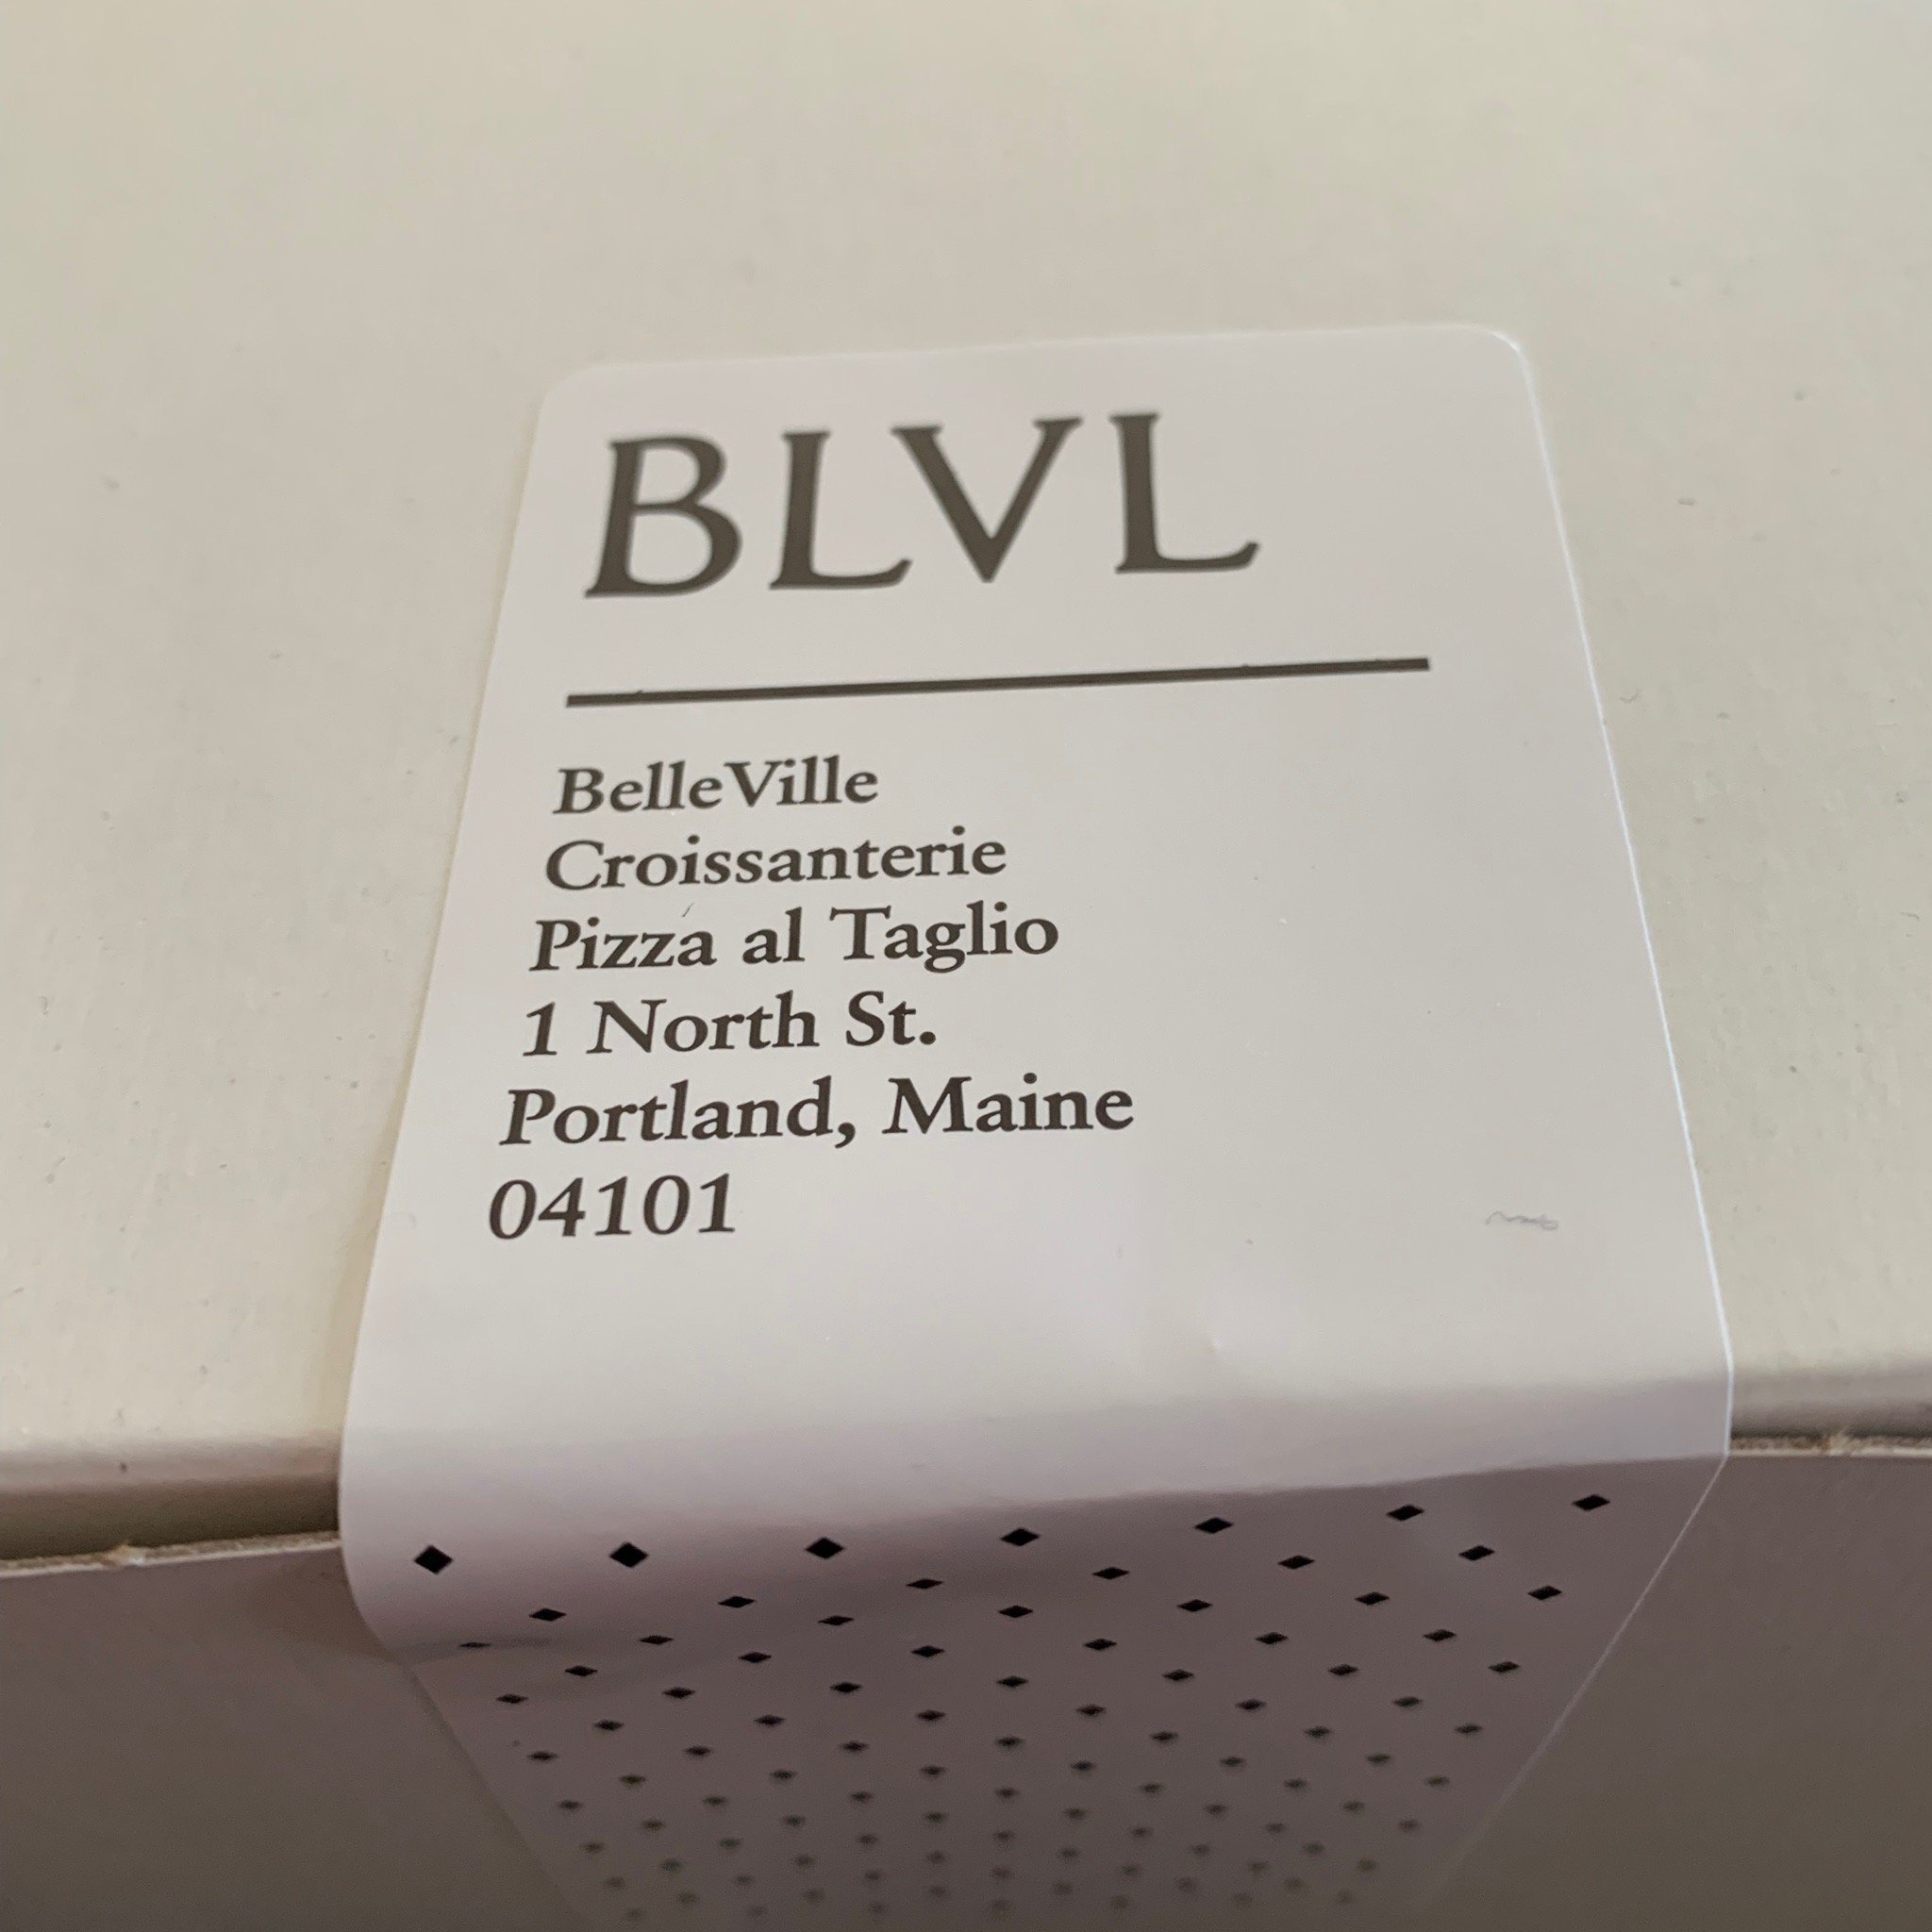 BLVL
BelleVille
Croissanterie
Pizza al Taglio
1 North St.
Portland, Maine
04101